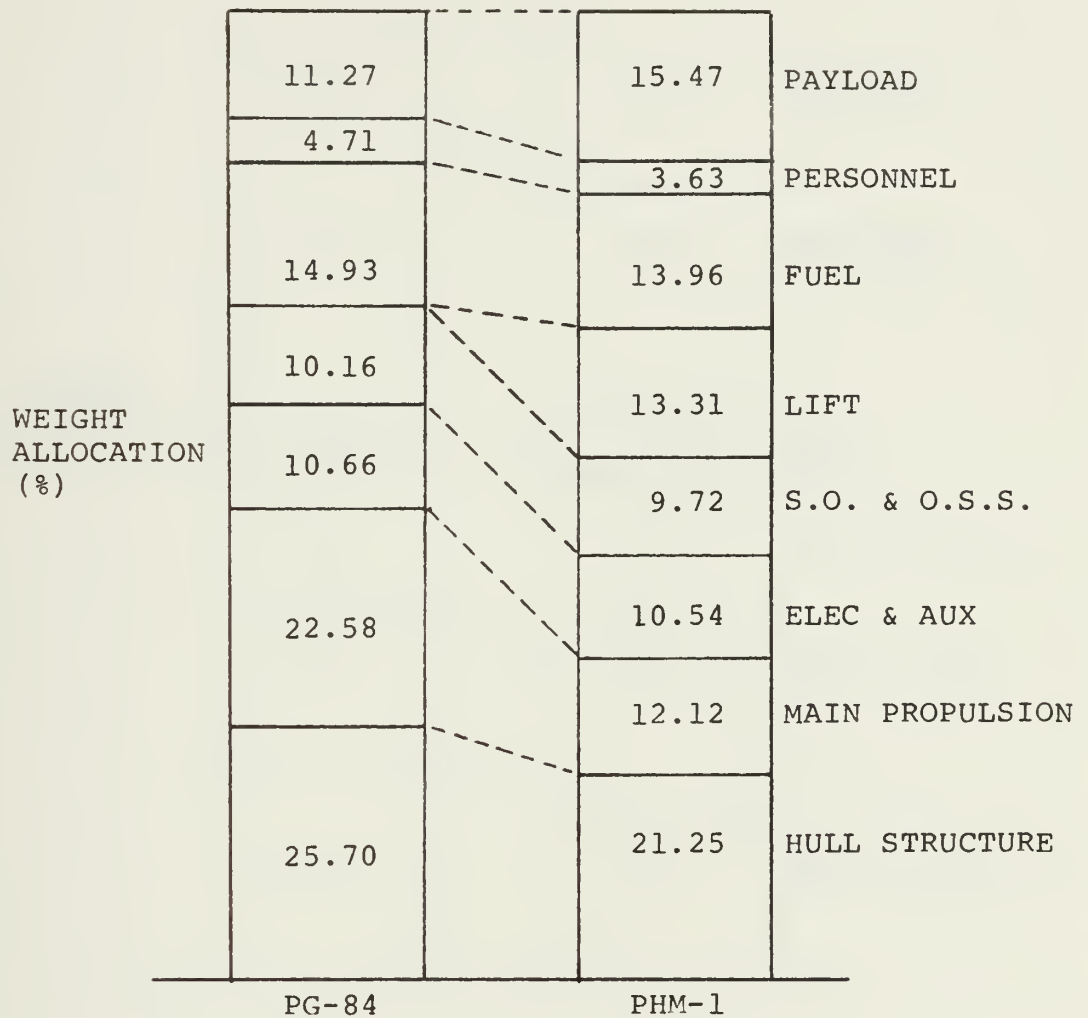 11.27 15.47 PAYLOAD
4.71 3.63 PERSONNEL
14.93 13.96 FUEL
10.16 13.31 LIFT
WEIGHT
ALLOCATION
(%)
10.66 9.72 S.O. & O.S.S.
22.58 10.54 ELEC & AUX
12.12 MAIN PROPULSION
25.70 21.25 HULL STRUCTURE
PG-84 PHM-1